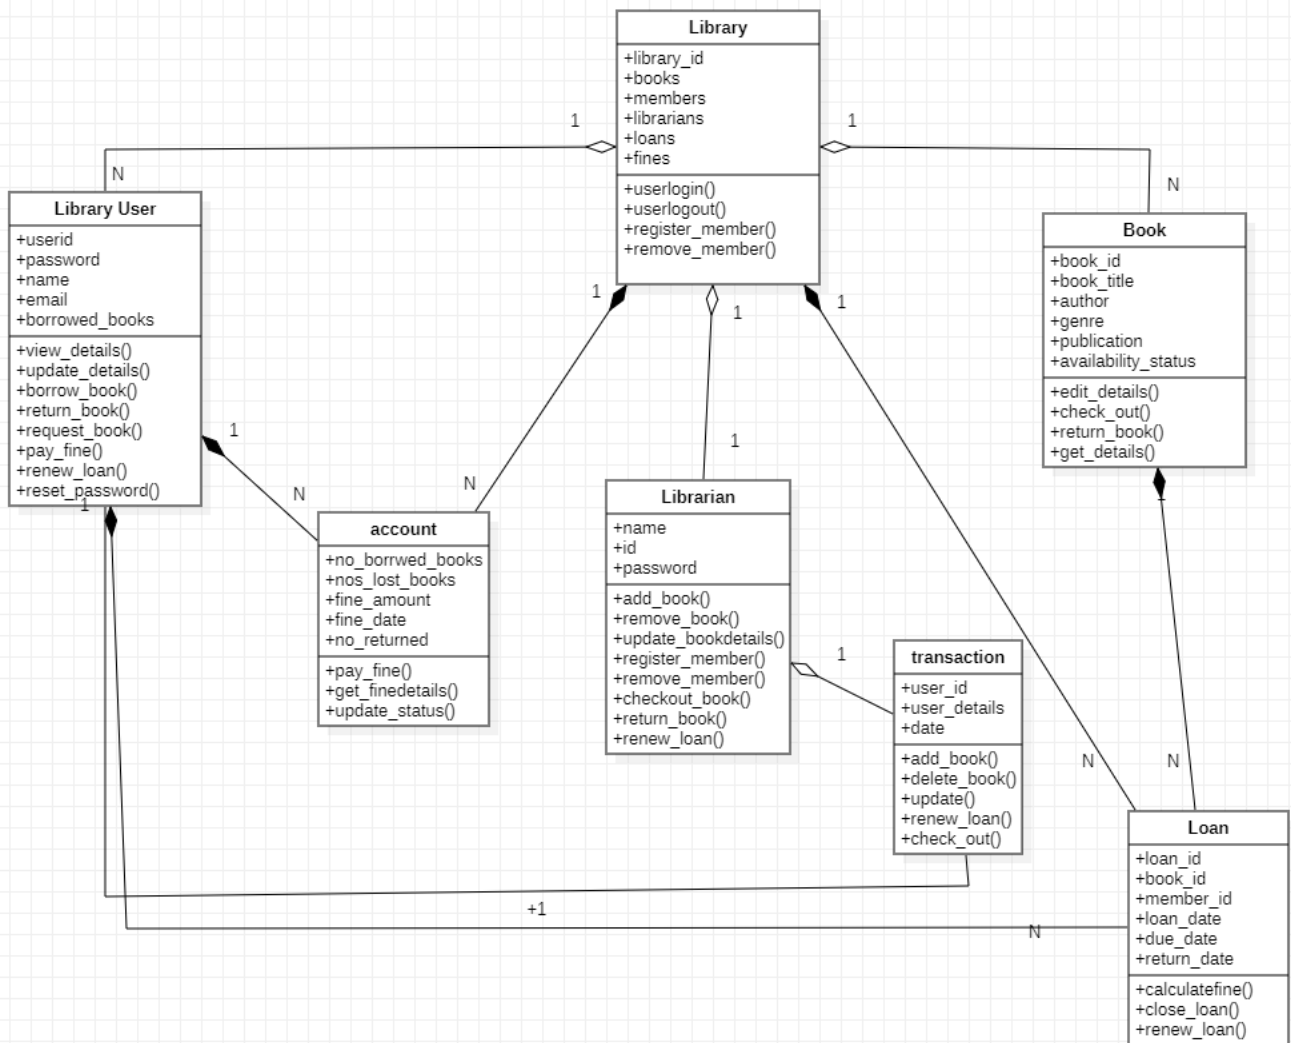 Library
+library_id
+books
+members
+librarians
+loans
+fines
+userlogin()
+userlogout()
+register_member()
+remove_member()
1
1
N
N
Library User
+userid
+password
+name
+email
+borrowed_books
+view_details()
+update_details()
+borrow_book()
+return_book()
+request_book()
+pay_fine()
+renew_loan()
+reset_password()
1
Book
+book_id
+book_title
+author
+genre
+publication
+availability_status
+edit_details()
+check_out()
+return_book()
+get_details()
1
1
1
1
1
N
N
1
account
+no_borrwed_books
+nos_lost_books
+fine_amount
+fine_date
+no_returned
+pay_fine()
+get_finedetails()
+update_status()
Librarian
+name
+id
+password
+add_book()
+remove_book()
+update_bookdetails()
+register_member()
+remove_member()
+checkout_book()
+return_book()
+renew_loan()
1
transaction
+user_id
+user_details
+date
+add_book()
+delete_book()
+update()
+renew_loan()
+check_out()
N
N
+1
N
Loan
+loan_id
+book_id
+member_id
+loan_date
+due_date
+return_date
+calculatefine()
+close_loan()
+renew_loan()